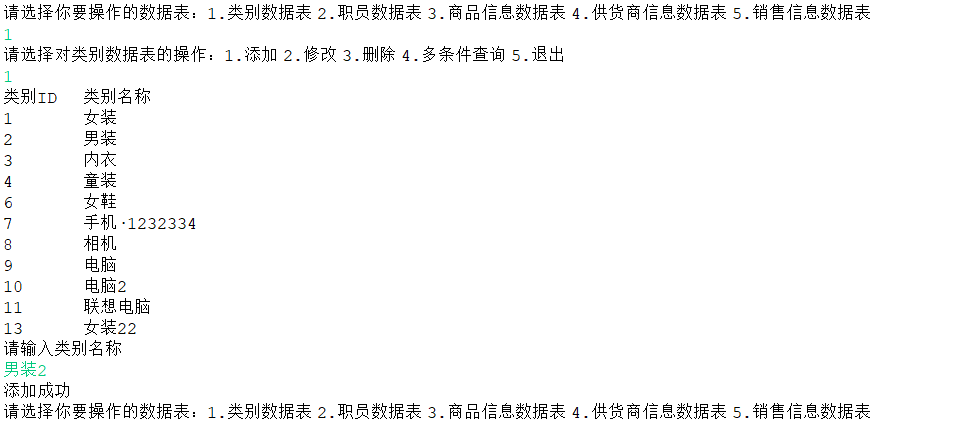 请选择你要操作的数据表：1.类别数据表 2.职员数据表 3.商品信息数据表 4.供货商信息数据表 5.销售信息数据表
1
请选择对类别数据表的操作：1.添加 2.修改 3.删除 4.多条件查询 5.退出
1
类别ID 类别名称
1 女装
2 男装
3 内衣
4 童装
6 女鞋
7 手机·1232334
8 相机
9 电脑
10 电脑2
11 联想电脑
13 女装22
请输入类别名称
男装2
添加成功
请选择你要操作的数据表：1.类别数据表 2.职员数据表 3.商品信息数据表 4.供货商信息数据表 5.销售信息数据表